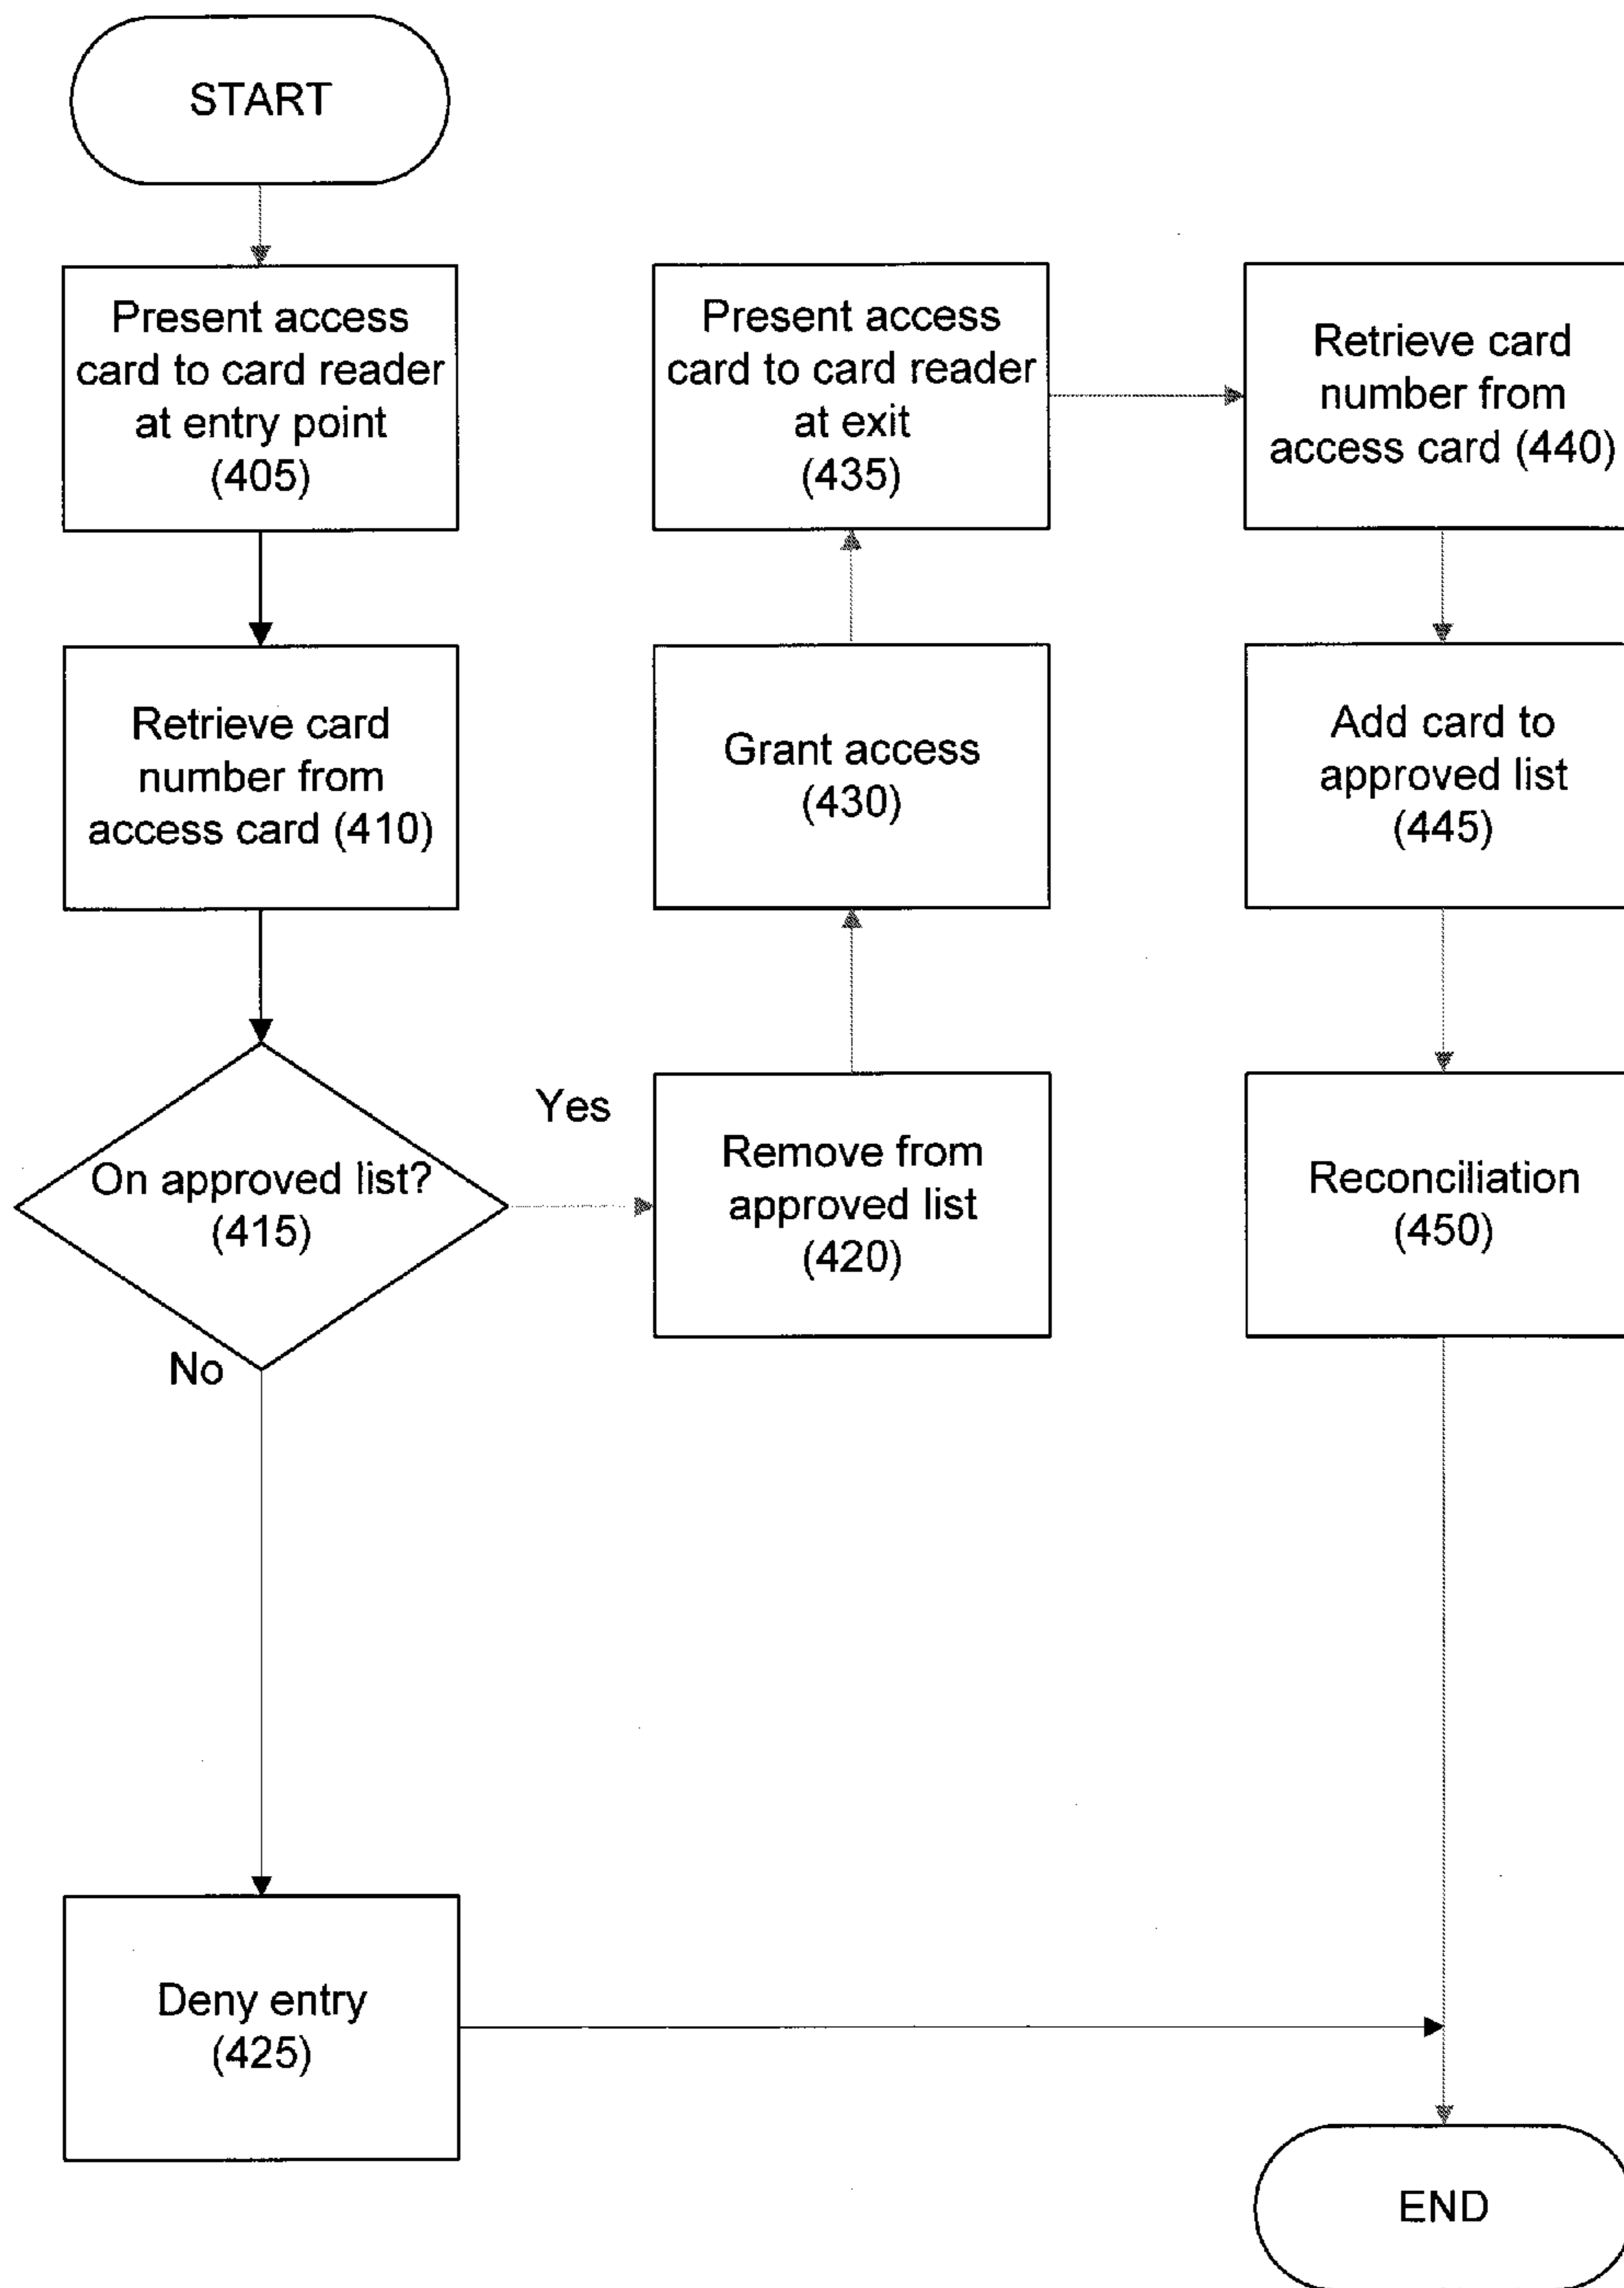 START
Present access
card to card reader
at entry point
(405)
Retrieve card
number from
access card (410)
On approved list?
(415)
Yes
No
Remove from
approved list
(420)
Grant access
(430)
Present access
card to card reader
at exit
(435)
Retrieve card
number from
access card (440)
Add card to
approved list
(445)
Reconciliation
(450)
Deny entry
(425)
END